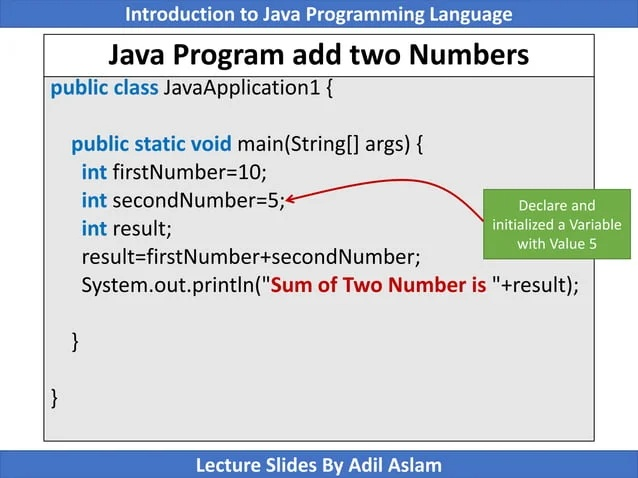 Introduction to Java Programming Language
Java Program add two Numbers
public class JavaApplication1 {
public static void main(String[] args) {
int firstNumber=10;
int secondNumber=5;
int result;
result=firstNumber+secondNumber;
System.out.println("Sum of Two Number is "+result);
}
}
Declare and
initialized a Variable
with Value 5
Lecture Slides By Adil Aslam